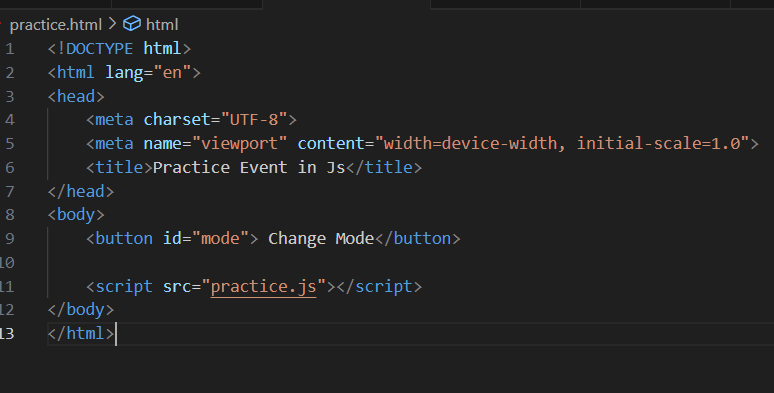 practice.html > html
1 <!DOCTYPE html>
2 <html lang="en">
3 <head>
4     <meta charset="UTF-8">
5     <meta name="viewport" content="width=device-width, initial-scale=1.0">
6     <title>Practice Event in Js</title>
7 </head>
8 <body>
9     <button id="mode"> Change Mode</button>
10
11     <script src="practice.js"></script>
12 </body>
13 </html>